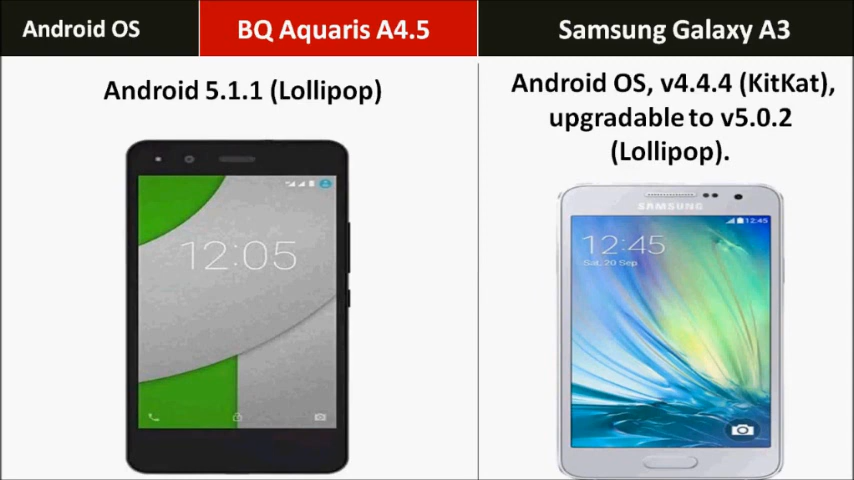 Android OS
BQ Aquaris A4.5
Samsung Galaxy A3
Android 5.1.1 (Lollipop)
Android OS, v4.4.4 (KitKat),
upgradable to v5.0.2
(Lollipop).
12:05
SAMSUNG
12:45
12:45
Sat, 20 Sep